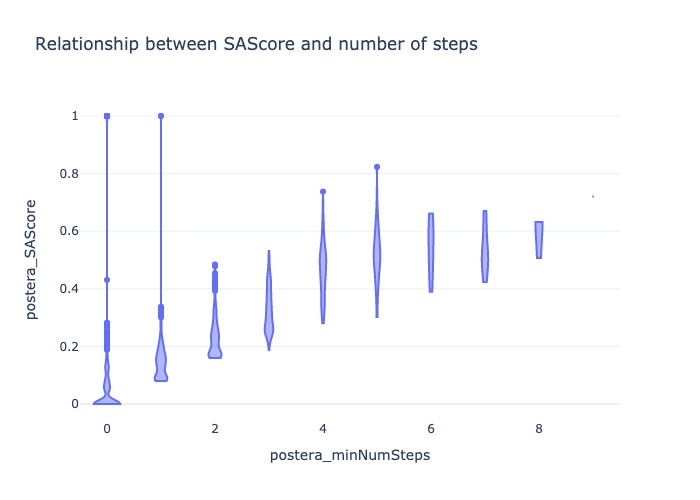 Relationship between SAScore and number of steps
1
0.8
0.6
0.4
0.2
0
postera_SAScore
0 2 4 6 8
postera_minNumSteps